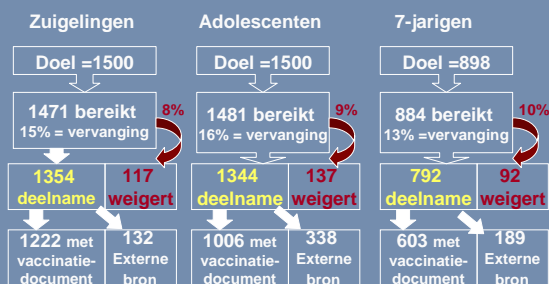 Zuigelingen
Doel =1500
1471 bereikt
15% = vervanging
8%
1354
deelname
117
weigert
1222 met
vaccinatie-
document
132
Externe
bron
Adolescenten
Doel =1500
1481 bereikt
16% = vervanging
9%
1344
deelname
137
weigert
1006 met
vaccinatie-
document
338
Externe
bron
7-jarigen
Doel =898
884 bereikt
13% =vervanging
10%
792
deelname
92
weigert
603 met
vaccinatie-
document
189
Externe
bron